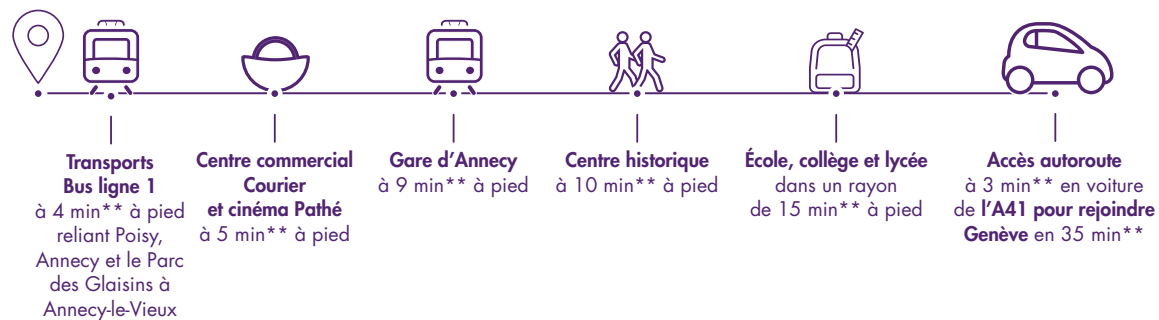 Transports
Bus ligne 1
à 4 min** à pied
reliant Poisy,
Annecy et le Parc
des Glaisins à
Annecy-le-Vieux
Centre commercial
Courier
et cinéma Pathé
à 5 min** à pied
Gare d'Annecy
à 9 min** à pied
Centre historique
à 10 min** à pied
École, collège et lycée
dans un rayon
de 15 min** à pied
Accès autoroute
à 3 min** en voiture
de l'A41 pour rejoindre
Genève en 35 min**